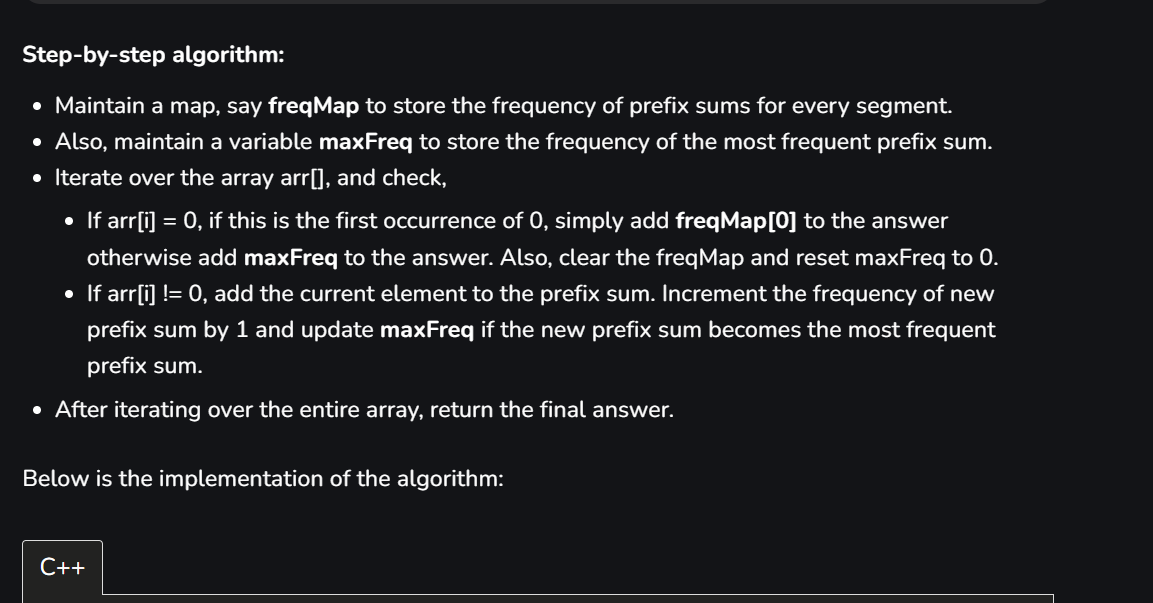 Step-by-step algorithm:
• Maintain a map, say freqMap to store the frequency of prefix sums for every segment.
• Also, maintain a variable maxFreq to store the frequency of the most frequent prefix sum.
• Iterate over the array arr[], and check,
• If arr[i] = 0, if this is the first occurrence of 0, simply add freqMap[0] to the answer
otherwise add maxFreq to the answer. Also, clear the freqMap and reset maxFreq to 0.
• If arr[i] != 0, add the current element to the prefix sum. Increment the frequency of new
prefix sum by 1 and update maxFreq if the new prefix sum becomes the most frequent
prefix sum.
• After iterating over the entire array, return the final answer.
Below is the implementation of the algorithm:
C++